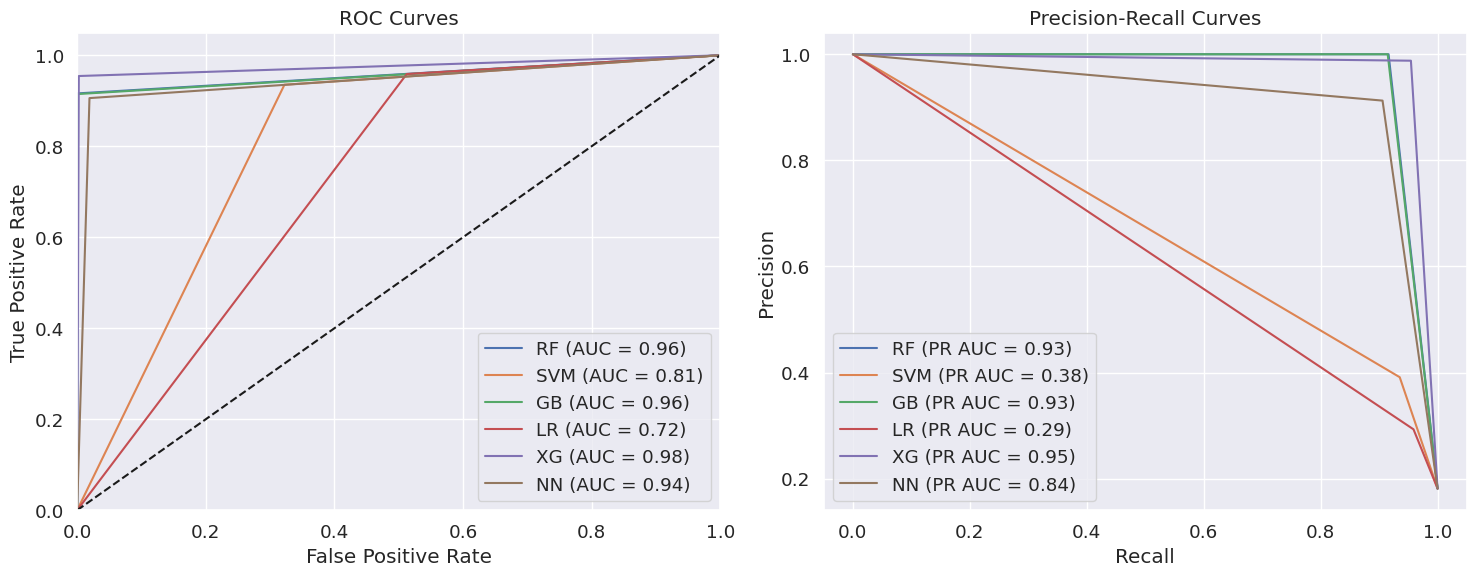 ROC Curves
1.0
0.8
0.6
0.4
0.2
0.0
True Positive Rate
0.0 0.2 0.4 0.6 0.8 1.0
False Positive Rate
RF (AUC = 0.96)
SVM (AUC = 0.81)
GB (AUC = 0.96)
LR (AUC = 0.72)
XG (AUC = 0.98)
NN (AUC = 0.94)
Precision-Recall Curves
1.0
0.8
0.6
0.4
0.2
Precision
0.0 0.2 0.4 0.6 0.8 1.0
Recall
RF (PR AUC = 0.93)
SVM (PR AUC = 0.38)
GB (PR AUC = 0.93)
LR (PR AUC = 0.29)
XG (PR AUC = 0.95)
NN (PR AUC = 0.84)